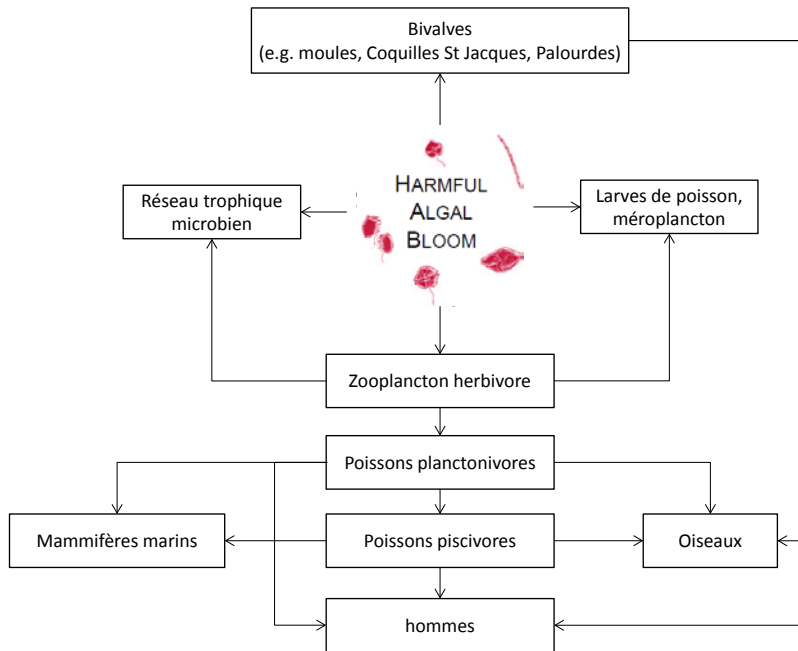 Bivalves
(e.g. moules, Coquilles St Jacques, Palourdes)
HARMFUL
ALGAL
BLOOM
Réseau trophique
microbien
Larves de poisson,
méroplancton
Zooplancton herbivore
Poissons planctonivores
Mammifères marins
Poissons piscivores
Oiseaux
hommes